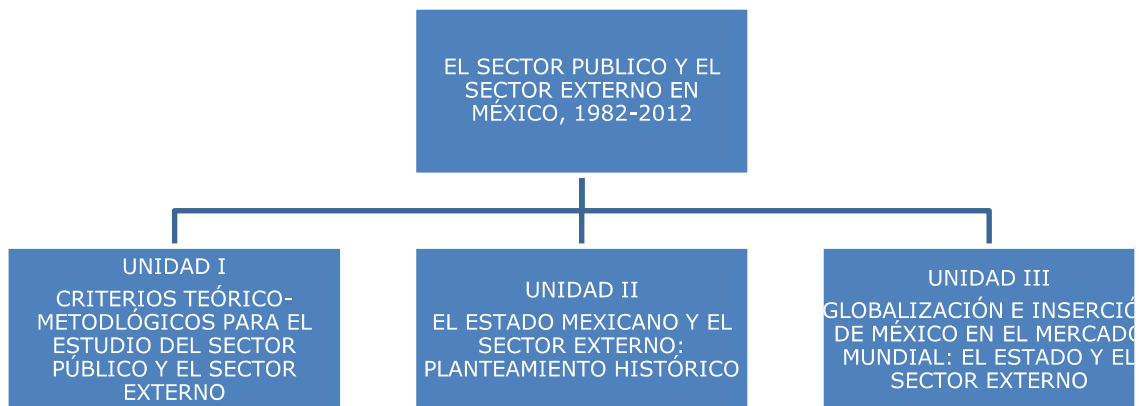 EL SECTOR PUBLICO Y EL
SECTOR EXTERNO EN
MÉXICO, 1982-2012
UNIDAD I
CRITERIOS TEÓRICO-
METODLÓGICOS PARA EL
ESTUDIO DEL SECTOR
PÚBLICO Y EL SECTOR
EXTERNO
UNIDAD II
EL ESTADO MEXICANO Y EL
SECTOR EXTERNO:
PLANTEAMIENTO HISTÓRICO
UNIDAD III
GLOBALIZACIÓN E INSERCIÓ
DE MÉXICO EN EL MERCADO
MUNDIAL: EL ESTADO Y EL
SECTOR EXTERNO